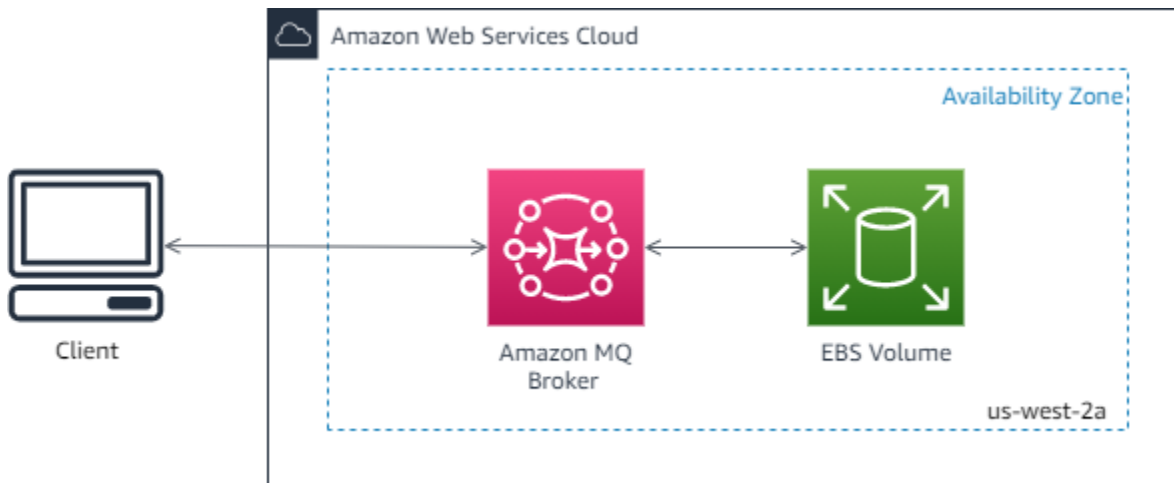 Amazon Web Services Cloud
Availability Zone
Client
Amazon MQ
Broker
EBS Volume
us-west-2a